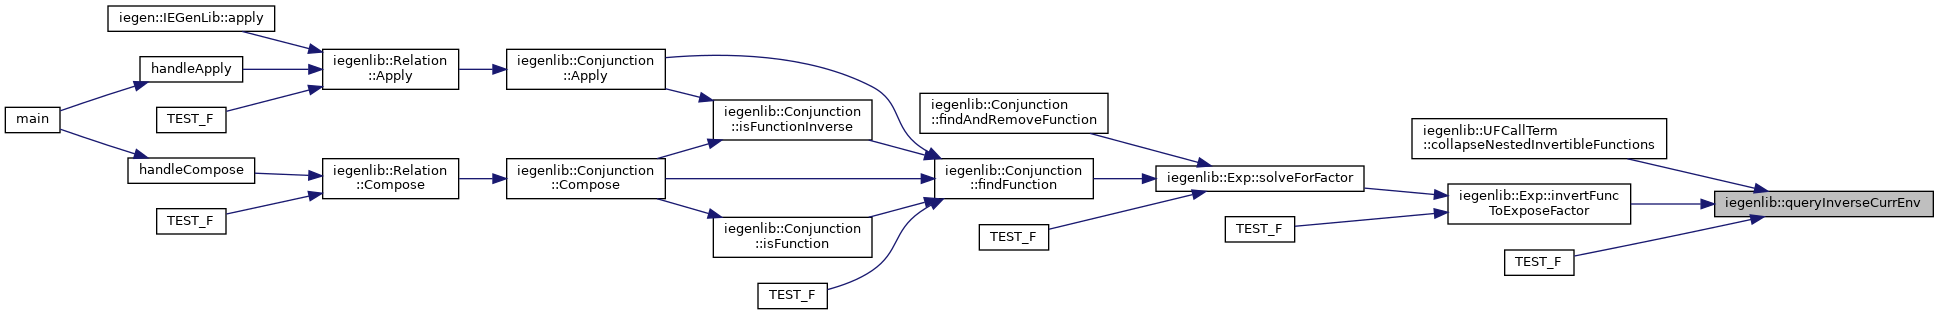 iegen::IEGenLib::apply
handleApply
TEST_F
main
handleCompose
TEST_F
iegenlib::Relation
::Apply
iegenlib::Relation
::Compose
iegenlib::Conjunction
::Apply
iegenlib::Conjunction
::Compose
iegenlib::Conjunction
::isFunctionInverse
iegenlib::Conjunction
::isFunction
TEST_F
iegenlib::Conjunction
::findAndRemoveFunction
iegenlib::Conjunction
::findFunction
TEST_F
iegenlib::Exp::solveForFactor
TEST_F
iegenlib::UFCallTerm
::collapseNestedInvertibleFunctions
iegenlib::Exp::invertFunc
ToExposeFactor
TEST_F
iegenlib::queryInverseCurrEnv